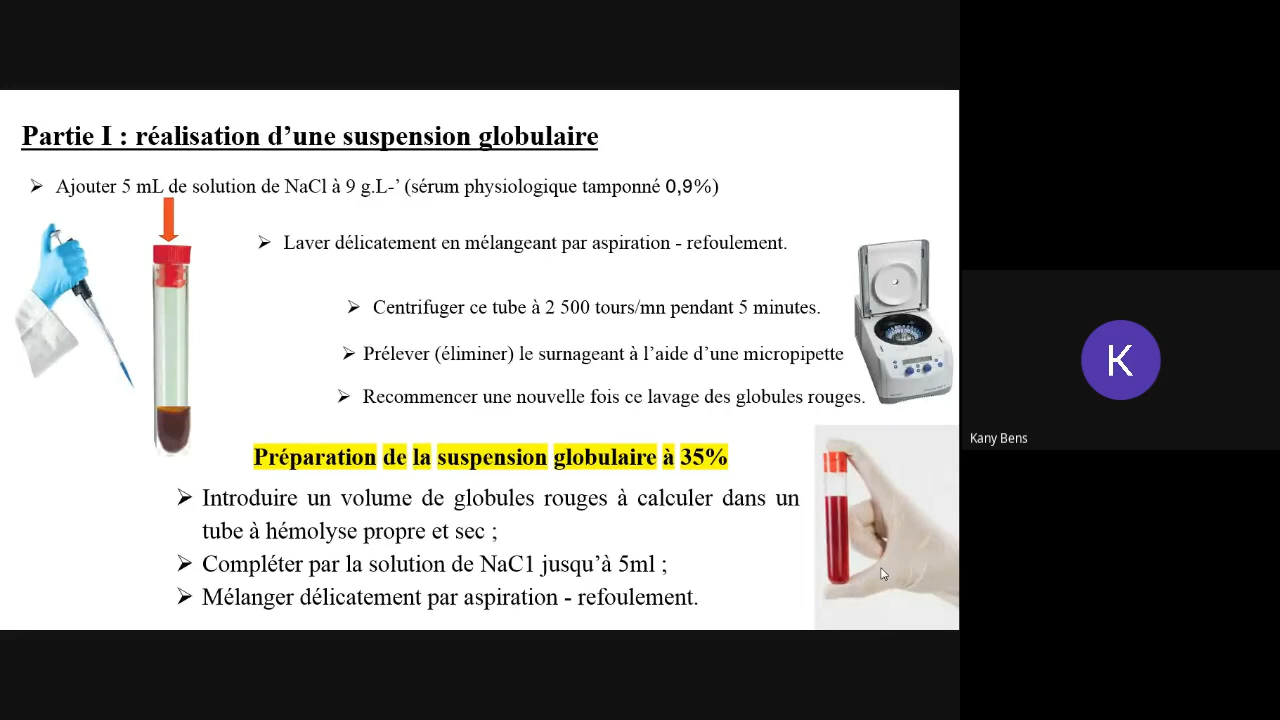 Partie I : réalisation d’une suspension globulaire
➢ Ajouter 5 mL de solution de NaCl à 9 g.L-’ (sérum physiologique tamponné 0,9%)
➢ Laver délicatement en mélangeant par aspiration - refoulement.
➢ Centrifuger ce tube à 2 500 tours/mn pendant 5 minutes.
➢ Prélever (éliminer) le surnageant à l’aide d’une micropipette
➢ Recommencer une nouvelle fois ce lavage des globules rouges.
Préparation de la suspension globulaire à 35%
➢ Introduire un volume de globules rouges à calculer dans un
tube à hémolyse propre et sec ;
➢ Compléter par la solution de NaC1 jusqu’à 5ml ;
➢ Mélanger délicatement par aspiration - refoulement.
K
Kany Bens